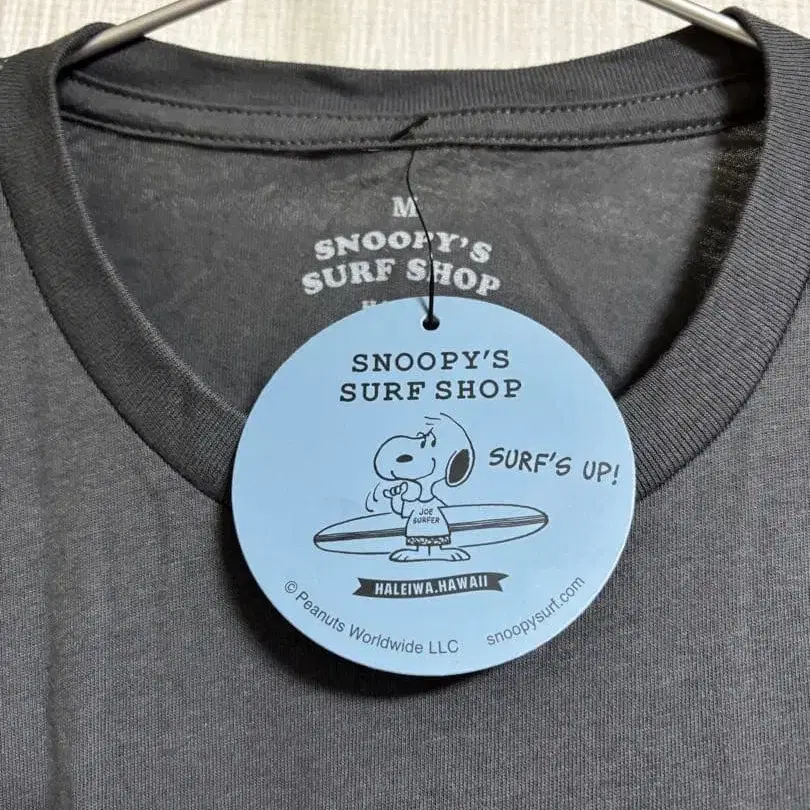 M
SNOOPY'S
SURF SHOP
SNOOPY'S
SURF SHOP
SURF'S UP!
JOE
SURFER
HALEIWA.HAWAII
© Peanuts Worldwide LLC
snoopysurf.com